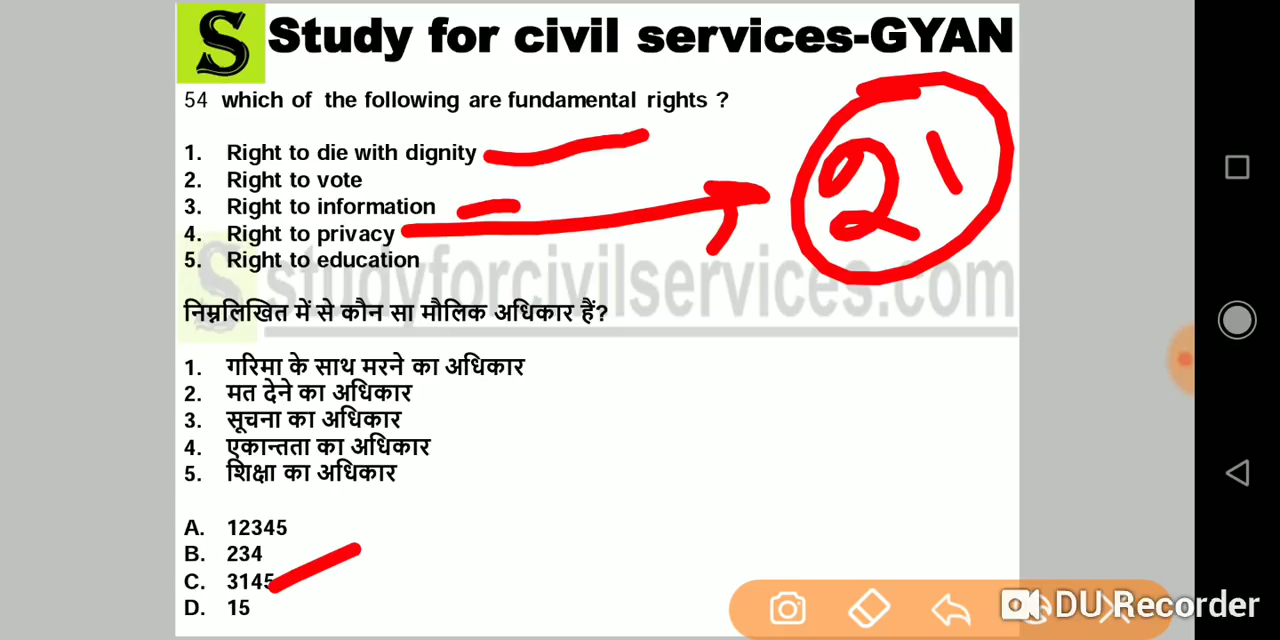 S Study for civil services-GYAN
54 which of the following are fundamental rights ?
1. Right to die with dignity
2. Right to vote
3. Right to information
4. Right to privacy
5. Right to education
21
studyforcivilservices.com
निम्नलिखित में से कौन सा मौलिक अधिकार हैं?
1. गरिमा के साथ मरने का अधिकार
2. मत देने का अधिकार
3. सूचना का अधिकार
4. एकान्तता का अधिकार
5. शिक्षा का अधिकार
A. 12345
B. 234
C. 3145
D. 15
DU Recorder